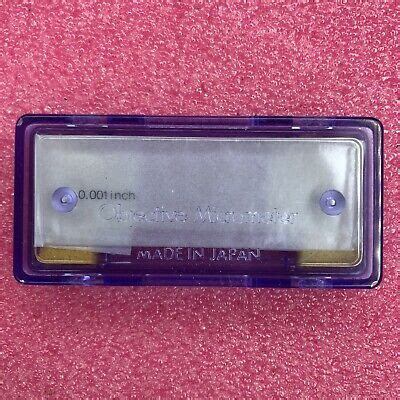 0.001inch
Objective Micrometer
MADE IN JAPAN